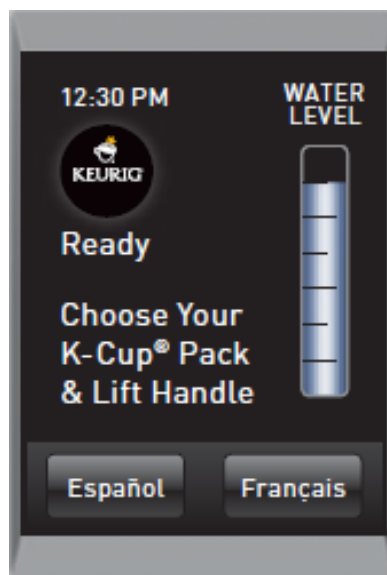 12:30 PM
WATER
LEVEL
KEURIG
Ready
Choose Your
K-Cup® Pack
& Lift Handle
Español
Français